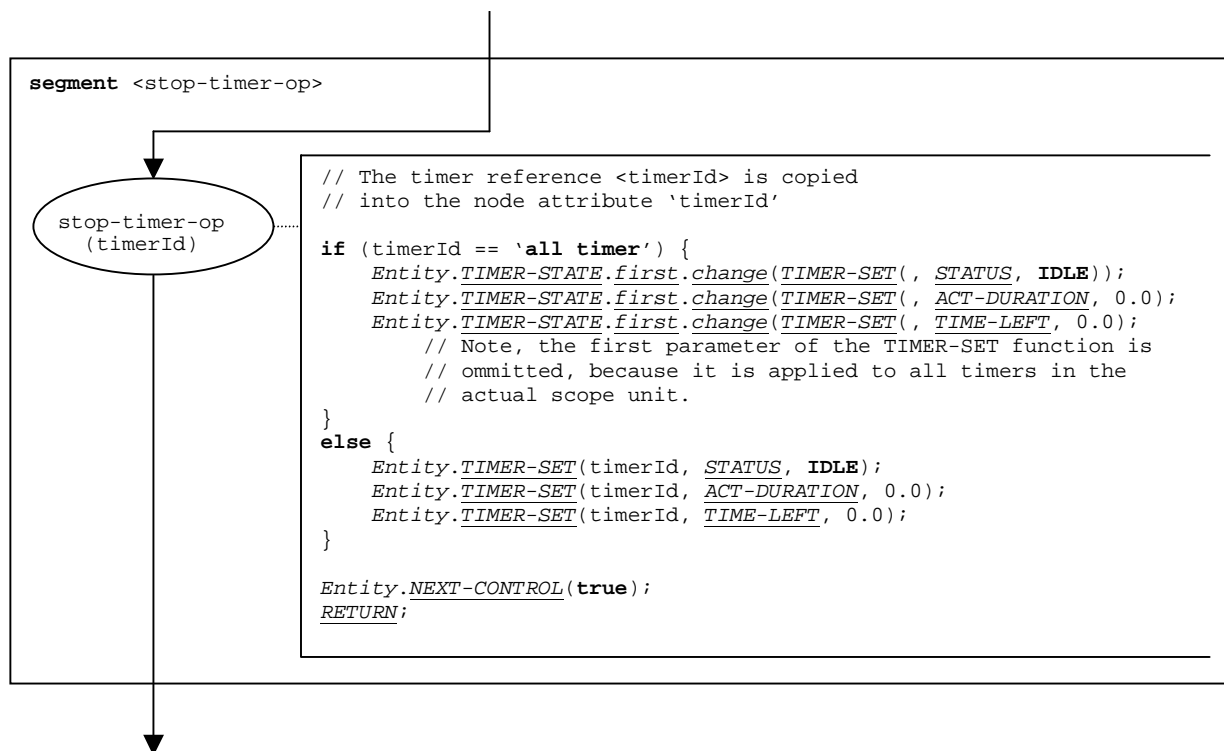 segment <stop-timer-op>
stop-timer-op
(timerId)
// The timer reference <timerId> is copied
// into the node attribute ‘timerId’
if (timerId == ‘all timer’) {
Entity.TIMER-STATE.first.change(TIMER-SET(, STATUS, IDLE));
Entity.TIMER-STATE.first.change(TIMER-SET(, ACT-DURATION, 0.0);
Entity.TIMER-STATE.first.change(TIMER-SET(, TIME-LEFT, 0.0);
// Note, the first parameter of the TIMER-SET function is
// ommitted, because it is applied to all timers in the
// actual scope unit.
}
else {
Entity.TIMER-SET(timerId, STATUS, IDLE);
Entity.TIMER-SET(timerId, ACT-DURATION, 0.0);
Entity.TIMER-SET(timerId, TIME-LEFT, 0.0);
}
Entity.NEXT-CONTROL(true);
RETURN;